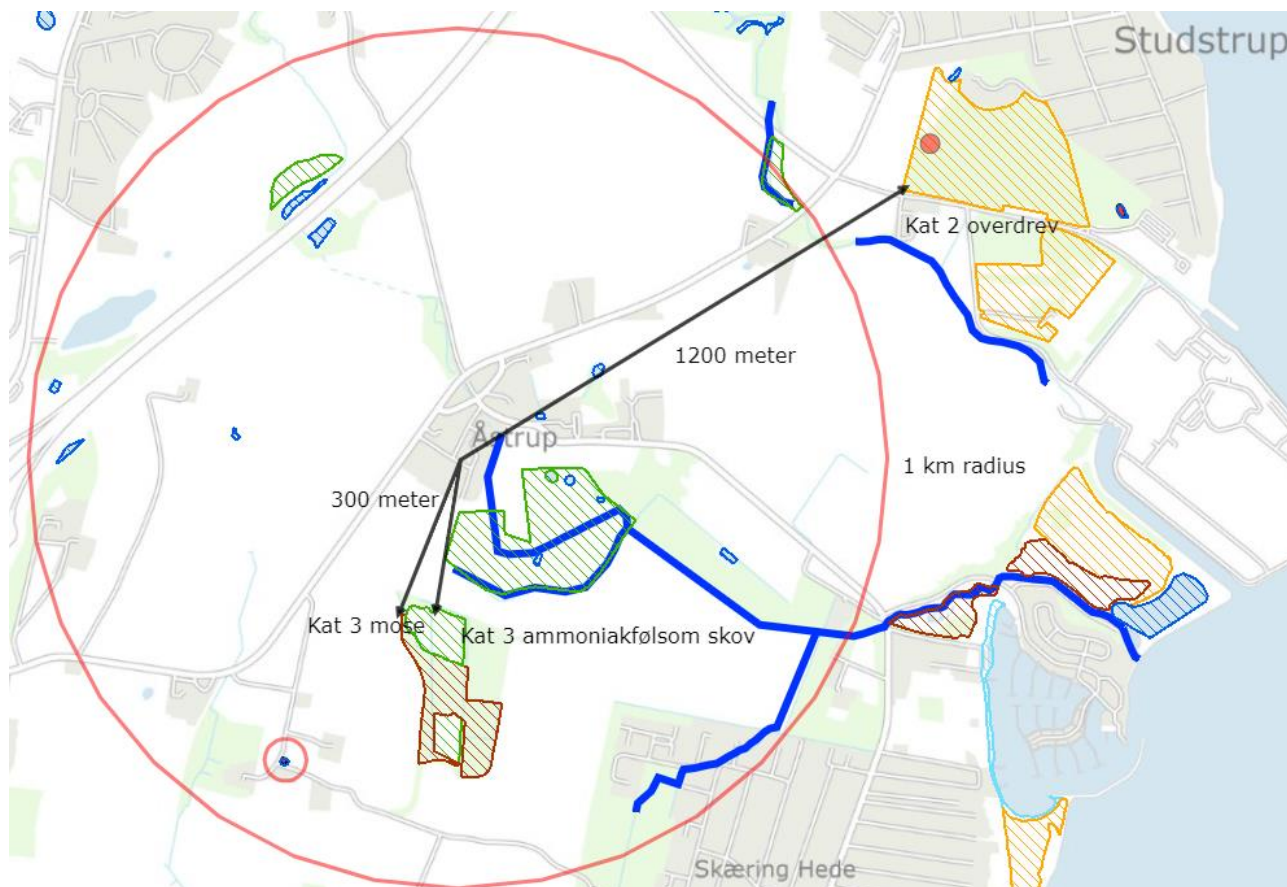 Studstrup
Kat 2 overdrev
1200 meter
Åstrup
1 km radius
300 meter
Kat 3 mose
Kat 3 ammoniakfølsom skov
Skæring Hede